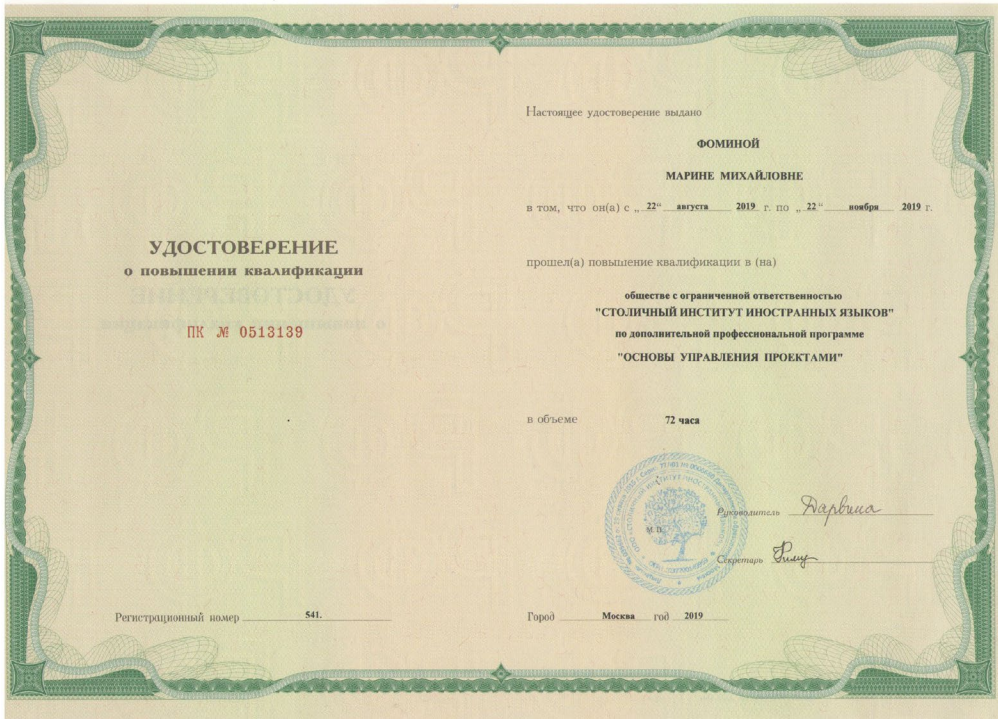 УДОСТОВЕРЕНИЕ
о повышении квалификации
ПК № 0513139
Регистрационный номер 541.
Настоящее удостоверение выдано
ФОМИНОЙ
МАРИНЕ МИХАЙЛОВНЕ
в том, что он(а) с „ 22“ августа 2019 г. по „ 22“ ноября 2019 г.
прошел(а) повышение квалификации в (на)
обществе с ограниченной ответственностью
"СТОЛИЧНЫЙ ИНСТИТУТ ИНОСТРАННЫХ ЯЗЫКОВ"
по дополнительной профессиональной программе
"ОСНОВЫ УПРАВЛЕНИЯ ПРОЕКТАМИ"
в объеме 72 часа
М.П.
Руководитель Дарвина
Секретарь
Город Москва год 2019